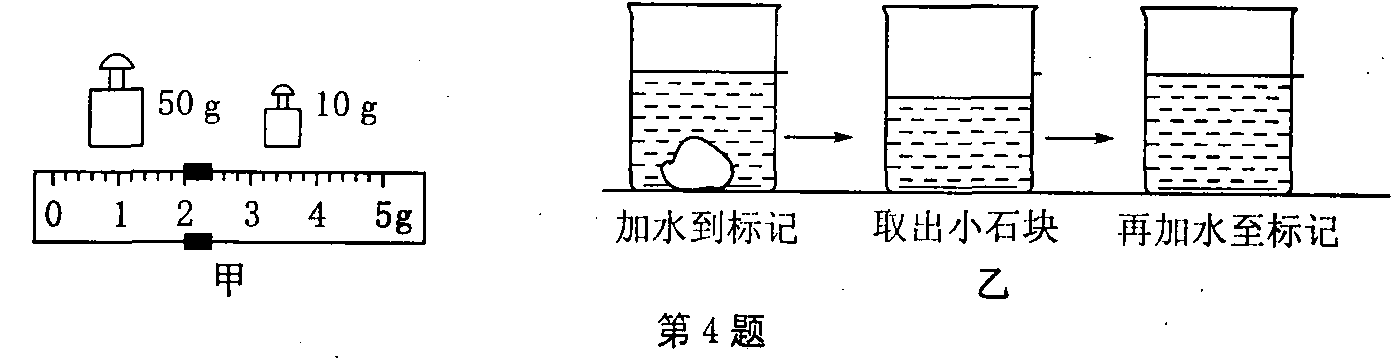 50 g
10 g
0 1 2 3 4 5g
甲
加水到标记
取出小石块
再加水至标记
乙
第4题